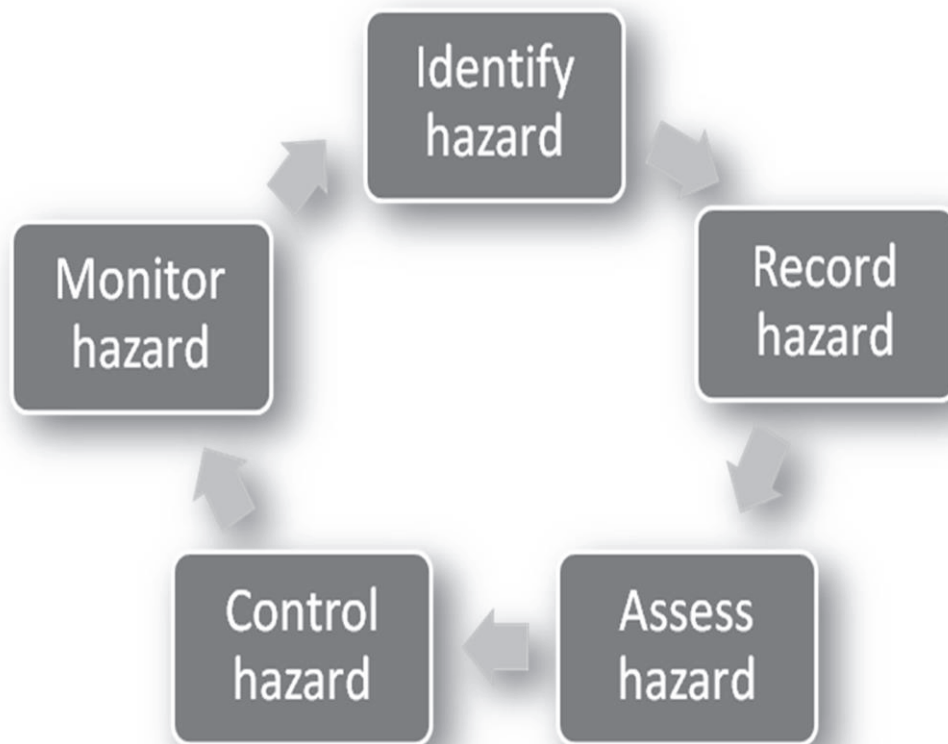 Identify
hazard
Record
hazard
Assess
hazard
Control
hazard
Monitor
hazard